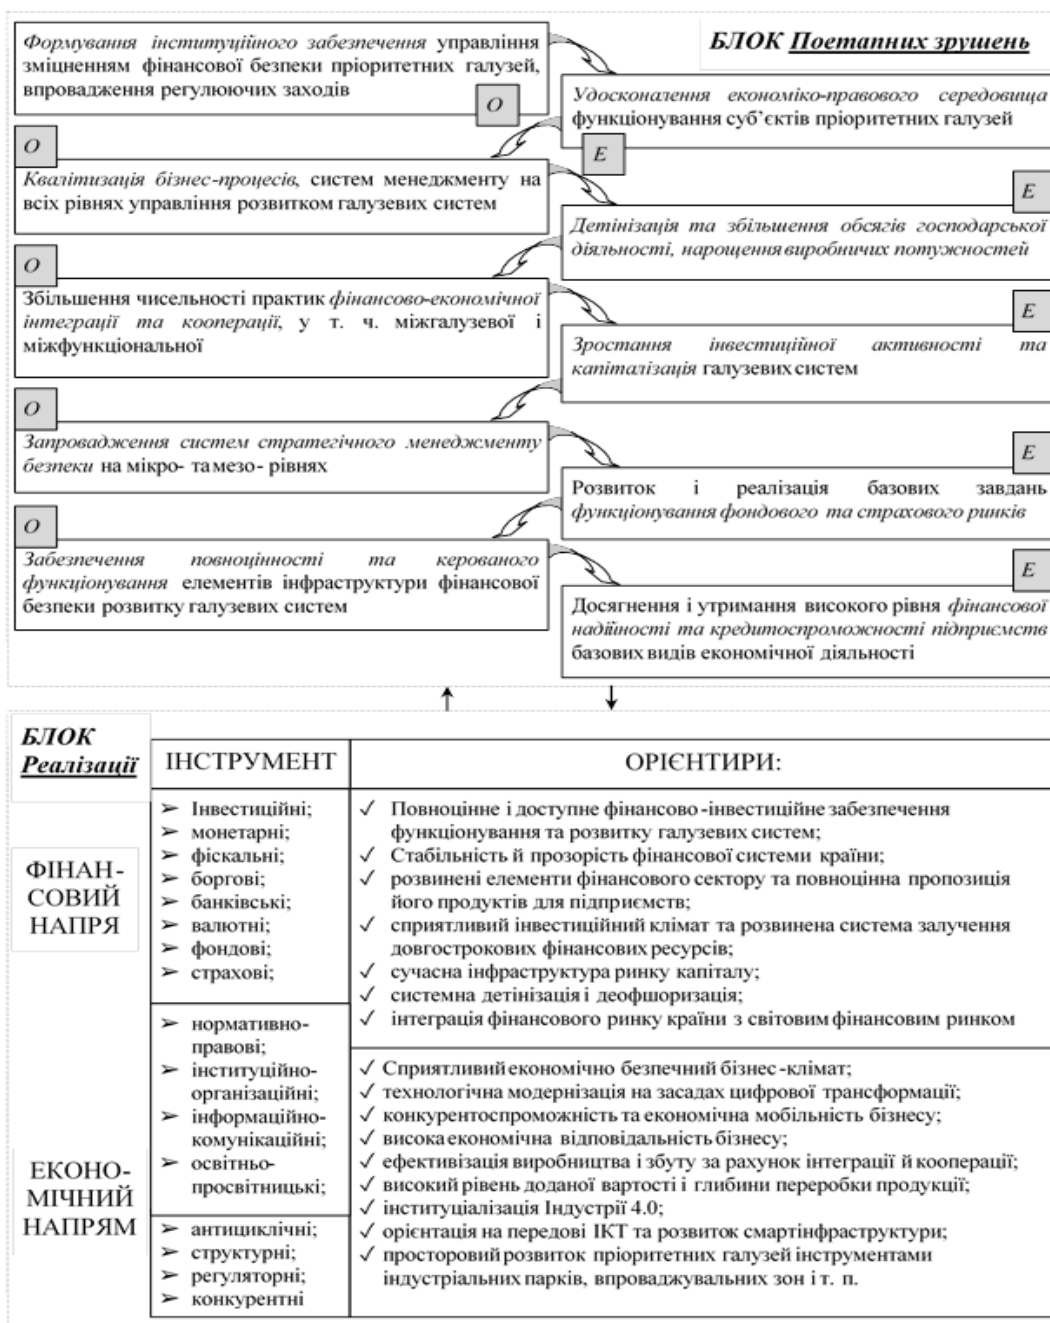 БЛОК Поетапних зрушень
Формування інституційного забезпечення управління
зміцненням фінансової безпеки пріоритетних галузей,
впровадження регулюючих заходів
О
Удосконалення економіко-правового середовища
функціонування суб’єктів пріоритетних галузей
Е
О
Квалітизація бізнес-процесів, систем менеджменту на
всіх рівнях управління розвитком галузевих систем
Е
Детінізація та збільшення обсягів господарської
діяльності, нарощення виробничих потужностей
О
Збільшення чисельності практик фінансово-економічної
інтеграції та кооперації, у т. ч. міжгалузевої і
міжфункціональної
Е
Зростання інвестиційної активності та
капіталізація галузевих систем
О
Запровадження систем стратегічного менеджменту
безпеки на мікро- та мезо- рівнях
Е
Розвиток і реалізація базових завдань
функціонування фондового та страхового ринків
О
Забезпечення повноцінності та керованого
функціонування елементів інфраструктури фінансової
безпеки розвитку галузевих систем
Е
Досягнення і утримання високого рівня фінансової
надійності та кредитоспроможності підприємств
базових видів економічної діяльності
БЛОК
Реалізації
ІНСТРУМЕНТ
ОРІЄНТИРИ:
ФІНАН-
СОВИЙ
НАПРЯ
➢ Інвестиційні;
➢ монетарні;
➢ фіскальні;
➢ боргові;
➢ банківські;
➢ валютні;
➢ фондові;
➢ страхові;
✓ Повноцінне і доступне фінансово-інвестиційне забезпечення
функціонування та розвитку галузевих систем;
✓ Стабільність й прозорість фінансової системи країни;
✓ розвинені елементи фінансового сектору та повноцінна пропозиція
його продуктів для підприємств;
✓ сприятливий інвестиційний клімат та розвинена система залучення
довгострокових фінансових ресурсів;
✓ сучасна інфраструктура ринку капіталу;
✓ системна детінізація і деофшоризація;
✓ інтеграція фінансового ринку країни з світовим фінансовим ринком
ЕКОНО-
МІЧНИЙ
НАПРЯМ
➢ нормативно-
правові;
➢ інституційно-
організаційні;
➢ інформаційно-
комунікаційні;
➢ освітньо-
просвітницькі;
➢ антициклічні;
➢ структурні;
➢ регуляторні;
➢ конкурентні
✓ Сприятливий економічно безпечний бізнес-клімат;
✓ технологічна модернізація на засадах цифрової трансформації;
✓ конкурентоспроможність та економічна мобільність бізнесу;
✓ висока економічна відповідальність бізнесу;
✓ ефективізація виробництва і збуту за рахунок інтеграції й кооперації;
✓ високий рівень доданої вартості і глибини переробки продукції;
✓ інституціалізація Індустрії 4.0;
✓ орієнтація на передові ІКТ та розвиток смартінфраструктури;
✓ просторовий розвиток пріоритетних галузей інструментами
індустріальних парків, впроваджувальних зон і т. п.